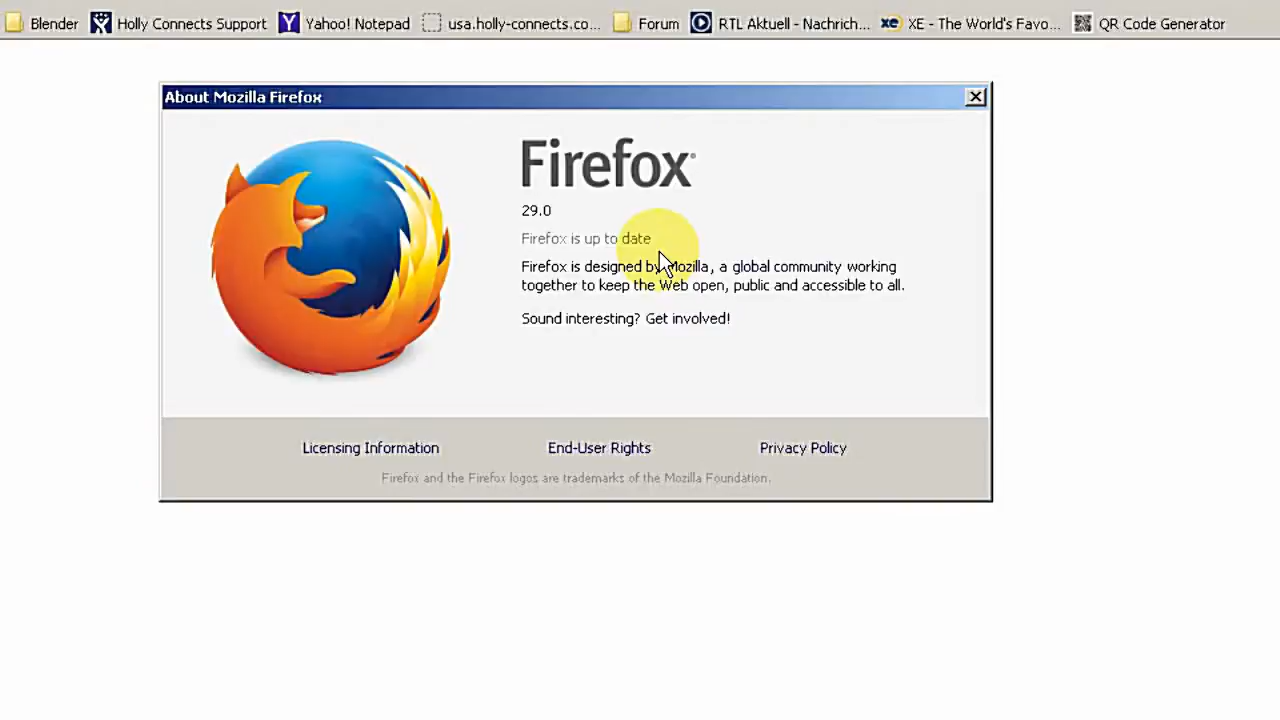 Blender Holly Connects Support Yahoo! Notepad usa.holly-connects.co... Forum RTL Aktuell - Nachrich... XE - The World's Favo... QR Code Generator
About Mozilla Firefox
Firefox
29.0
Firefox is up to date
Firefox is designed by Mozilla, a global community working
together to keep the Web open, public and accessible to all.
Sound interesting? Get involved!
Licensing Information End-User Rights Privacy Policy
Firefox and the Firefox logos are trademarks of the Mozilla Foundation.